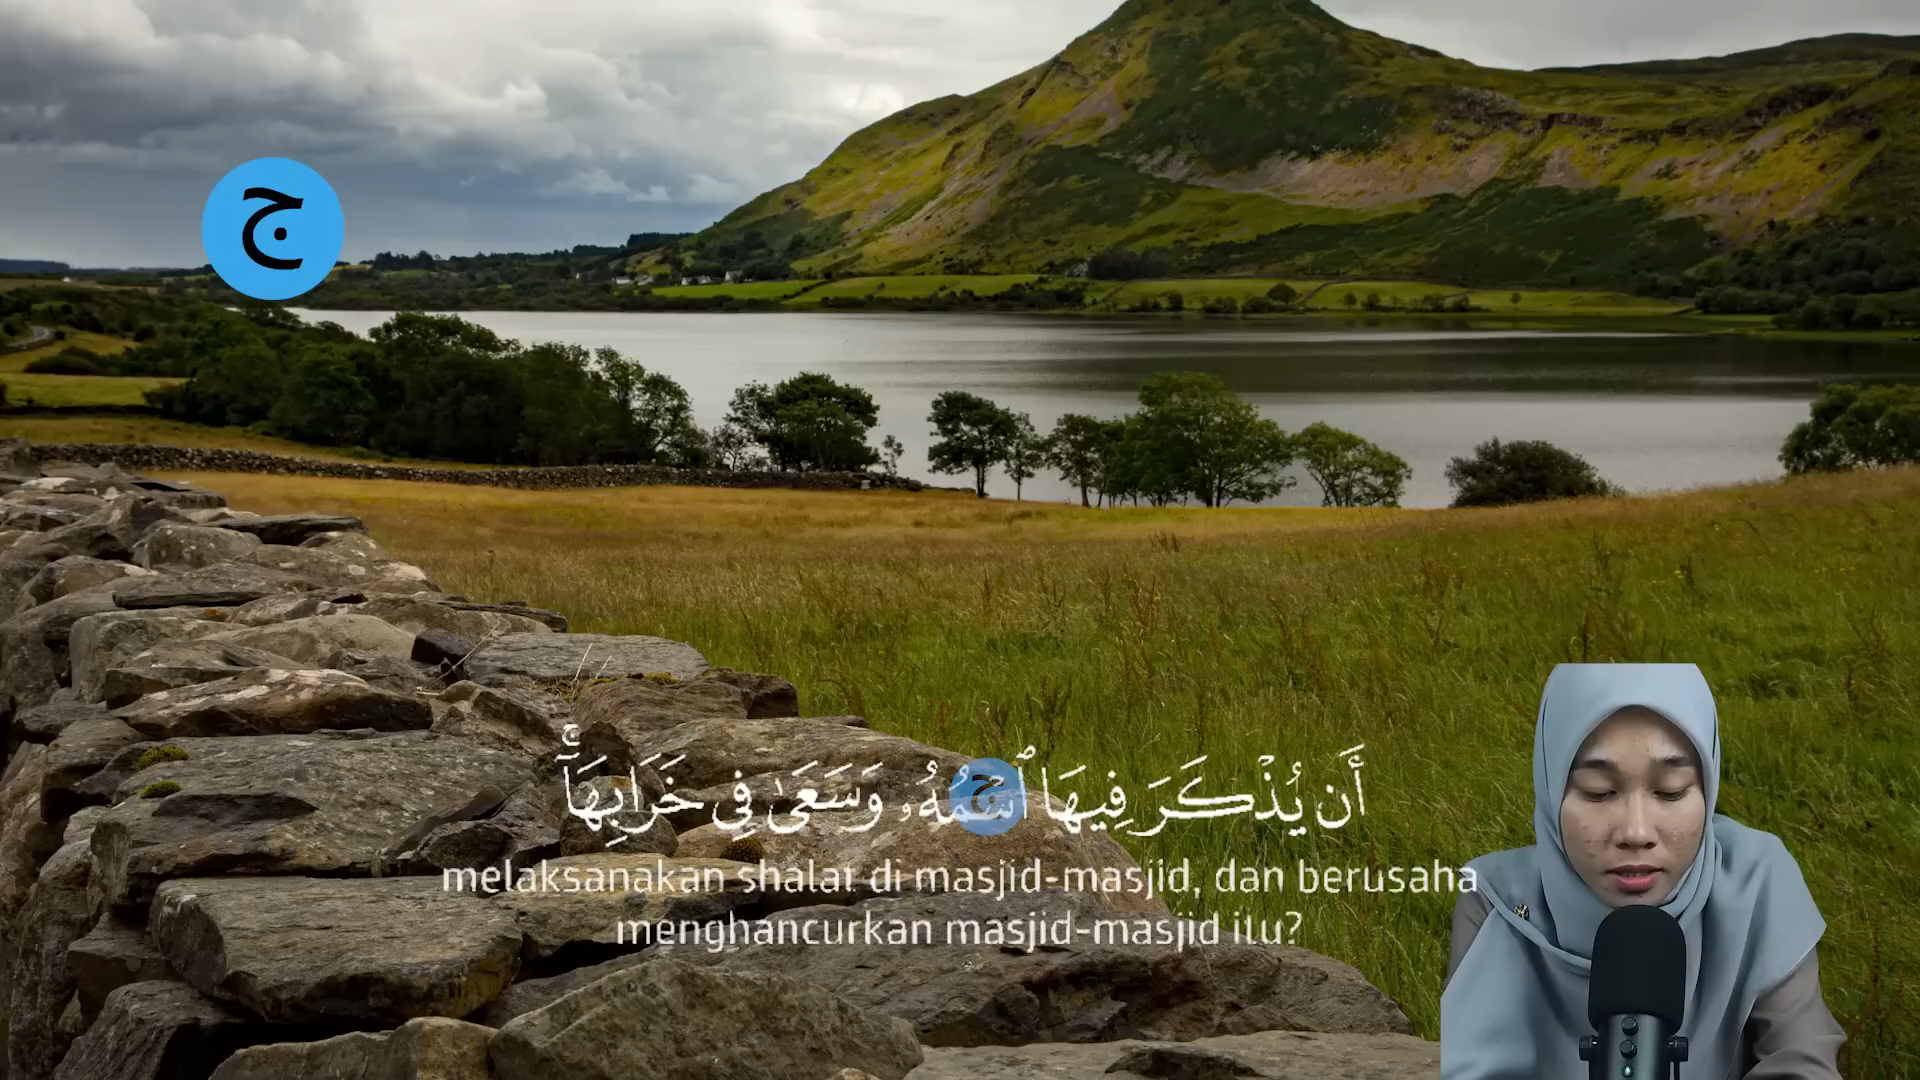 ج
أَن يُذْكَرَ فِيهَا ٱسْمُهُۥ وَسَعَىٰ فِى خَرَابِهَآ ۚ
ج
melaksanakan shalat di masjid-masjid, dan berusaha
menghancurkan masjid-masjid itu?